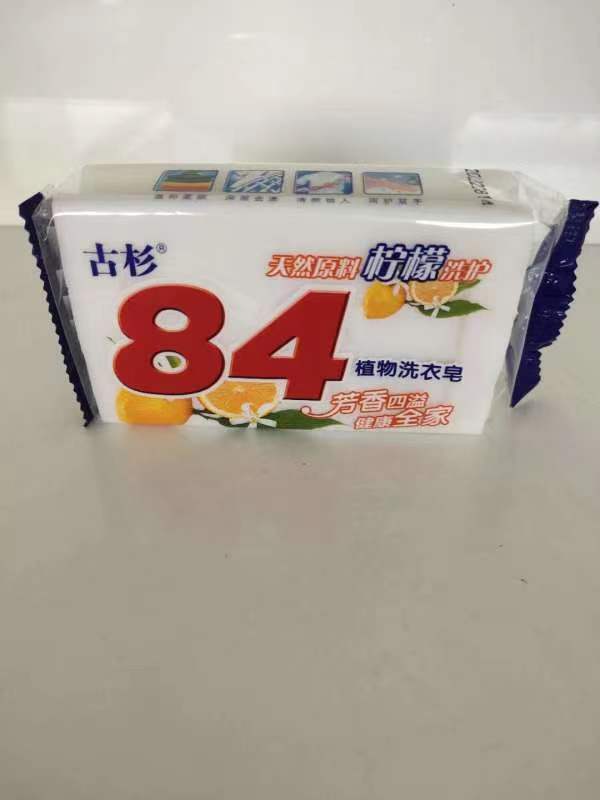 古杉®
天然原料 柠檬 洗护
84
植物洗衣皂
芳香四溢
健康全家